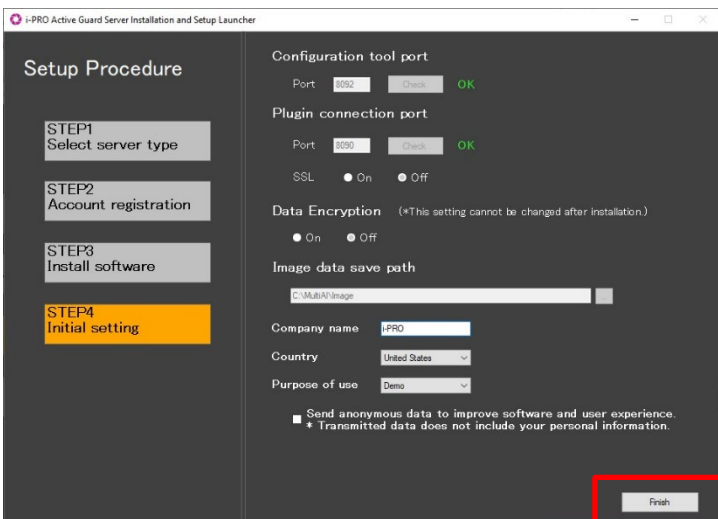 i-PRO Active Guard Server Installation and Setup Launcher
Setup Procedure
STEP1
Select server type
STEP2
Account registration
STEP3
Install software
STEP4
Initial setting
Configuration tool port
Port 8092 Check OK
Plugin connection port
Port 8090 Check OK
SSL On Off
Data Encryption (*This setting cannot be changed after installation.)
On Off
Image data save path
C:\MultiAI\Image ...
Company name i-PRO
Country United States
Purpose of use Demo
Send anonymous data to improve software and user experience.
* Transmitted data does not include your personal information.
Finish